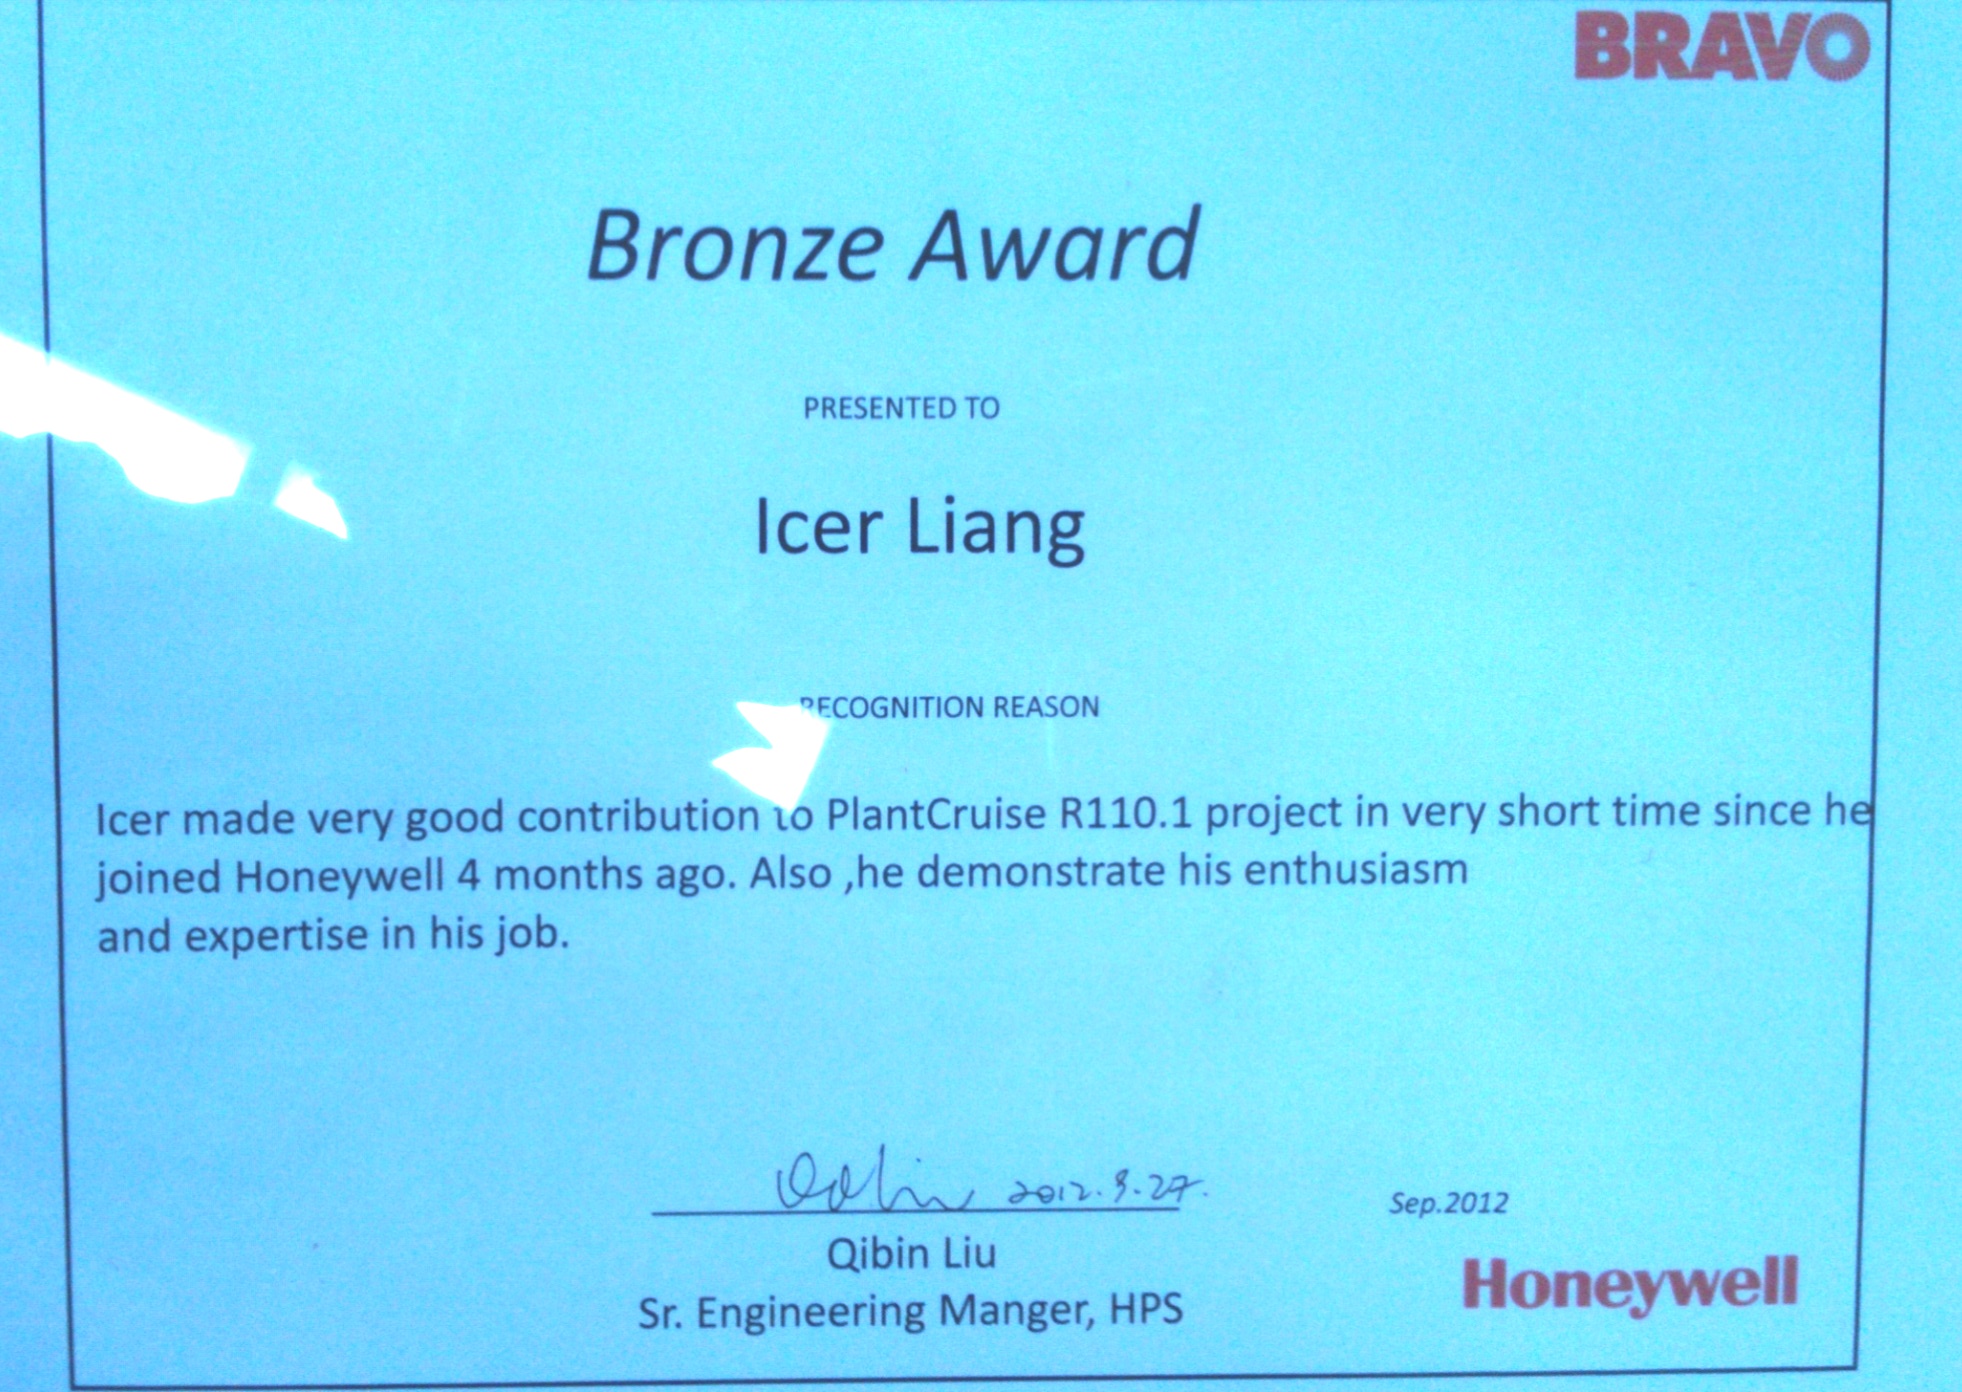 BRAVO
Bronze Award
PRESENTED TO
Icer Liang
RECOGNITION REASON
Icer made very good contribution to PlantCruise R110.1 project in very short time since he
joined Honeywell 4 months ago. Also ,he demonstrate his enthusiasm
and expertise in his job.
2012.9.27.
Sep.2012
Qibin Liu
Sr. Engineering Manger, HPS
Honeywell